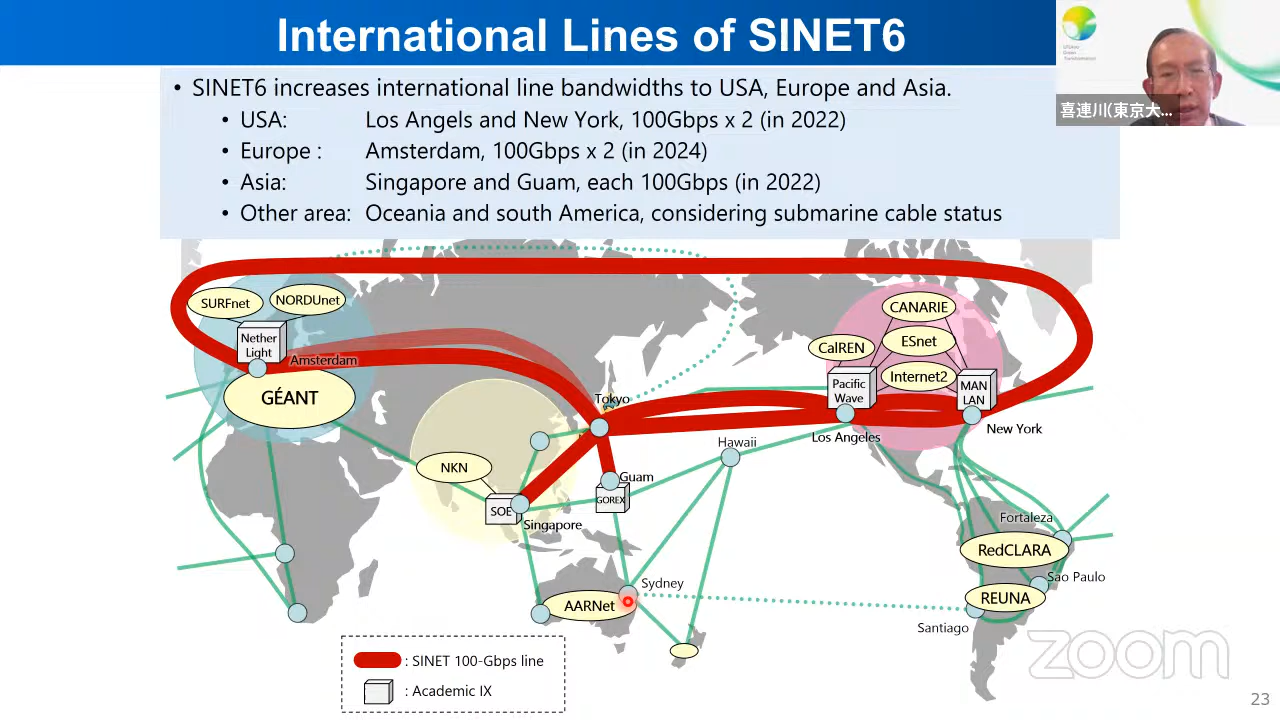 International Lines of SINET6
• SINET6 increases international line bandwidths to USA, Europe and Asia.
• USA: Los Angels and New York, 100Gbps x 2 (in 2022)
• Europe : Amsterdam, 100Gbps x 2 (in 2024)
• Asia: Singapore and Guam, each 100Gbps (in 2022)
• Other area: Oceania and south America, considering submarine cable status
喜連川(東京大...
SURFnet
NORDUnet
Nether
Light
Amsterdam
GÉANT
NKN
SOE
Singapore
Tokyo
Guam
GOREX
Hawaii
CANARIE
ESnet
CalREN
Internet2
Pacific
Wave
MAN
LAN
Los Angeles
New York
Fortaleza
RedCLARA
Sao Paulo
REUNA
Santiago
Sydney
AARNet
: SINET 100-Gbps line
: Academic IX
zoom
23